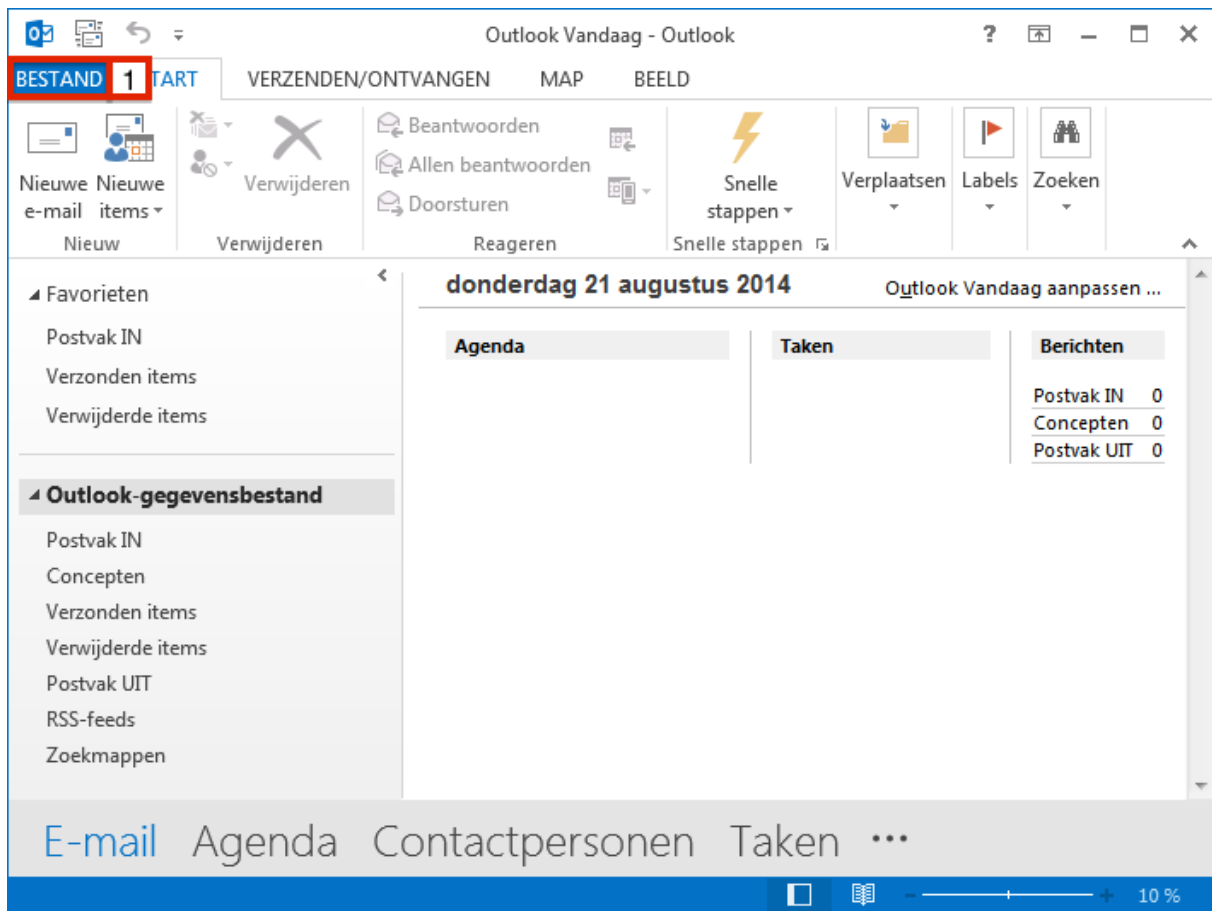 Outlook Vandaag - Outlook
BESTAND 1 TART VERZENDEN/ONTVANGEN MAP BEELD
Nieuwe e-mail
Nieuwe items
Nieuw
Verwijderen
Verwijderen
Beantwoorden
Allen beantwoorden
Doorsturen
Reageren
Snelle stappen
Snelle stappen
Verplaatsen
Labels
Zoeken
Favorieten
Postvak IN
Verzonden items
Verwijderde items
Outlook-gegevensbestand
Postvak IN
Concepten
Verzonden items
Verwijderde items
Postvak UIT
RSS-feeds
Zoekmappen
donderdag 21 augustus 2014
Outlook Vandaag aanpassen ...
Agenda
Taken
Berichten
Postvak IN 0
Concepten 0
Postvak UIT 0
E-mail Agenda Contactpersonen Taken ···
10 %